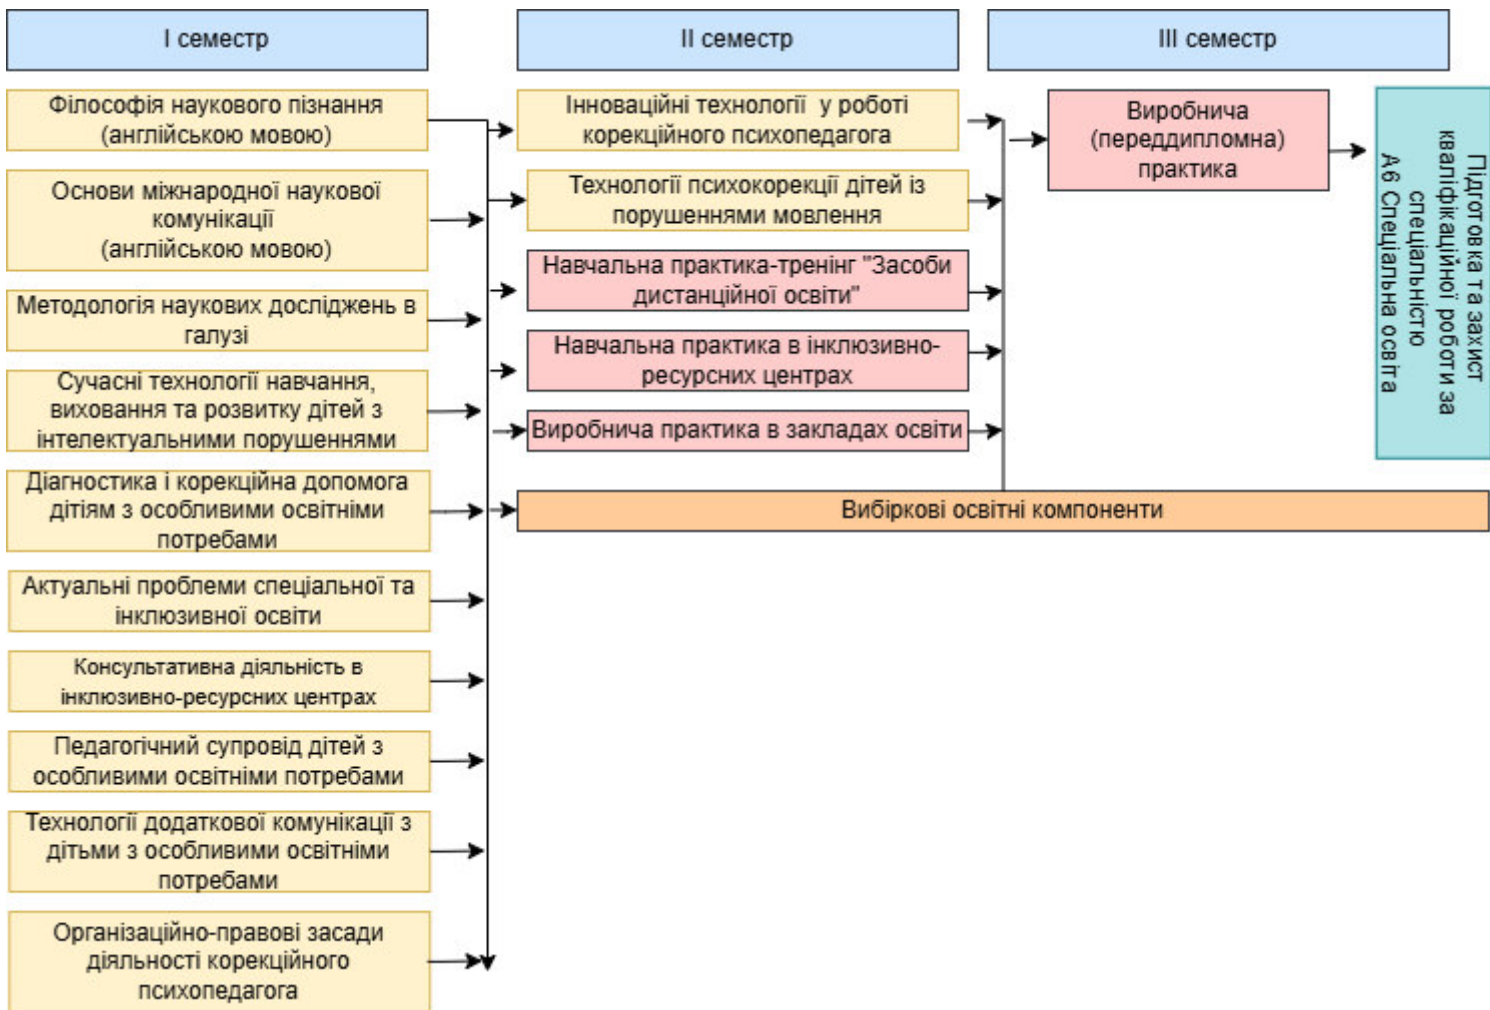 І семестр
ІІ семестр
ІІІ семестр
Філософія наукового пізнання
(англійською мовою)
Основи міжнародної наукової
комунікації
(англійською мовою)
Методологія наукових досліджень в
галузі
Сучасні технології навчання,
виховання та розвитку дітей з
інтелектуальними порушеннями
Діагностика і корекційна допомога
дітіям з особливими освітніми
потребами
Актуальні проблеми спеціальної та
інклюзивної освіти
Консультативна діяльність в
інклюзивно-ресурсних центрах
Педагогічний супровід дітей з
особливими освітніми потребами
Технології додаткової комунікації з
дітьми з особливими освітніми
потребами
Організаційно-правові засади
діяльності корекційного
психопедагога
Інноваційні технології у роботі
корекційного психопедагога
Технології психокорекції дітей із
порушеннями мовлення
Навчальна практика-тренінг "Засоби
дистанційної освіти"
Навчальна практика в інклюзивно-
ресурсних центрах
Виробнича практика в закладах освіти
Вибіркові освітні компоненти
Виробнича
(переддипломна)
практика
Підготовка та захист
кваліфікаційної роботи за
спеціальністю
А6 Спеціальна освіта